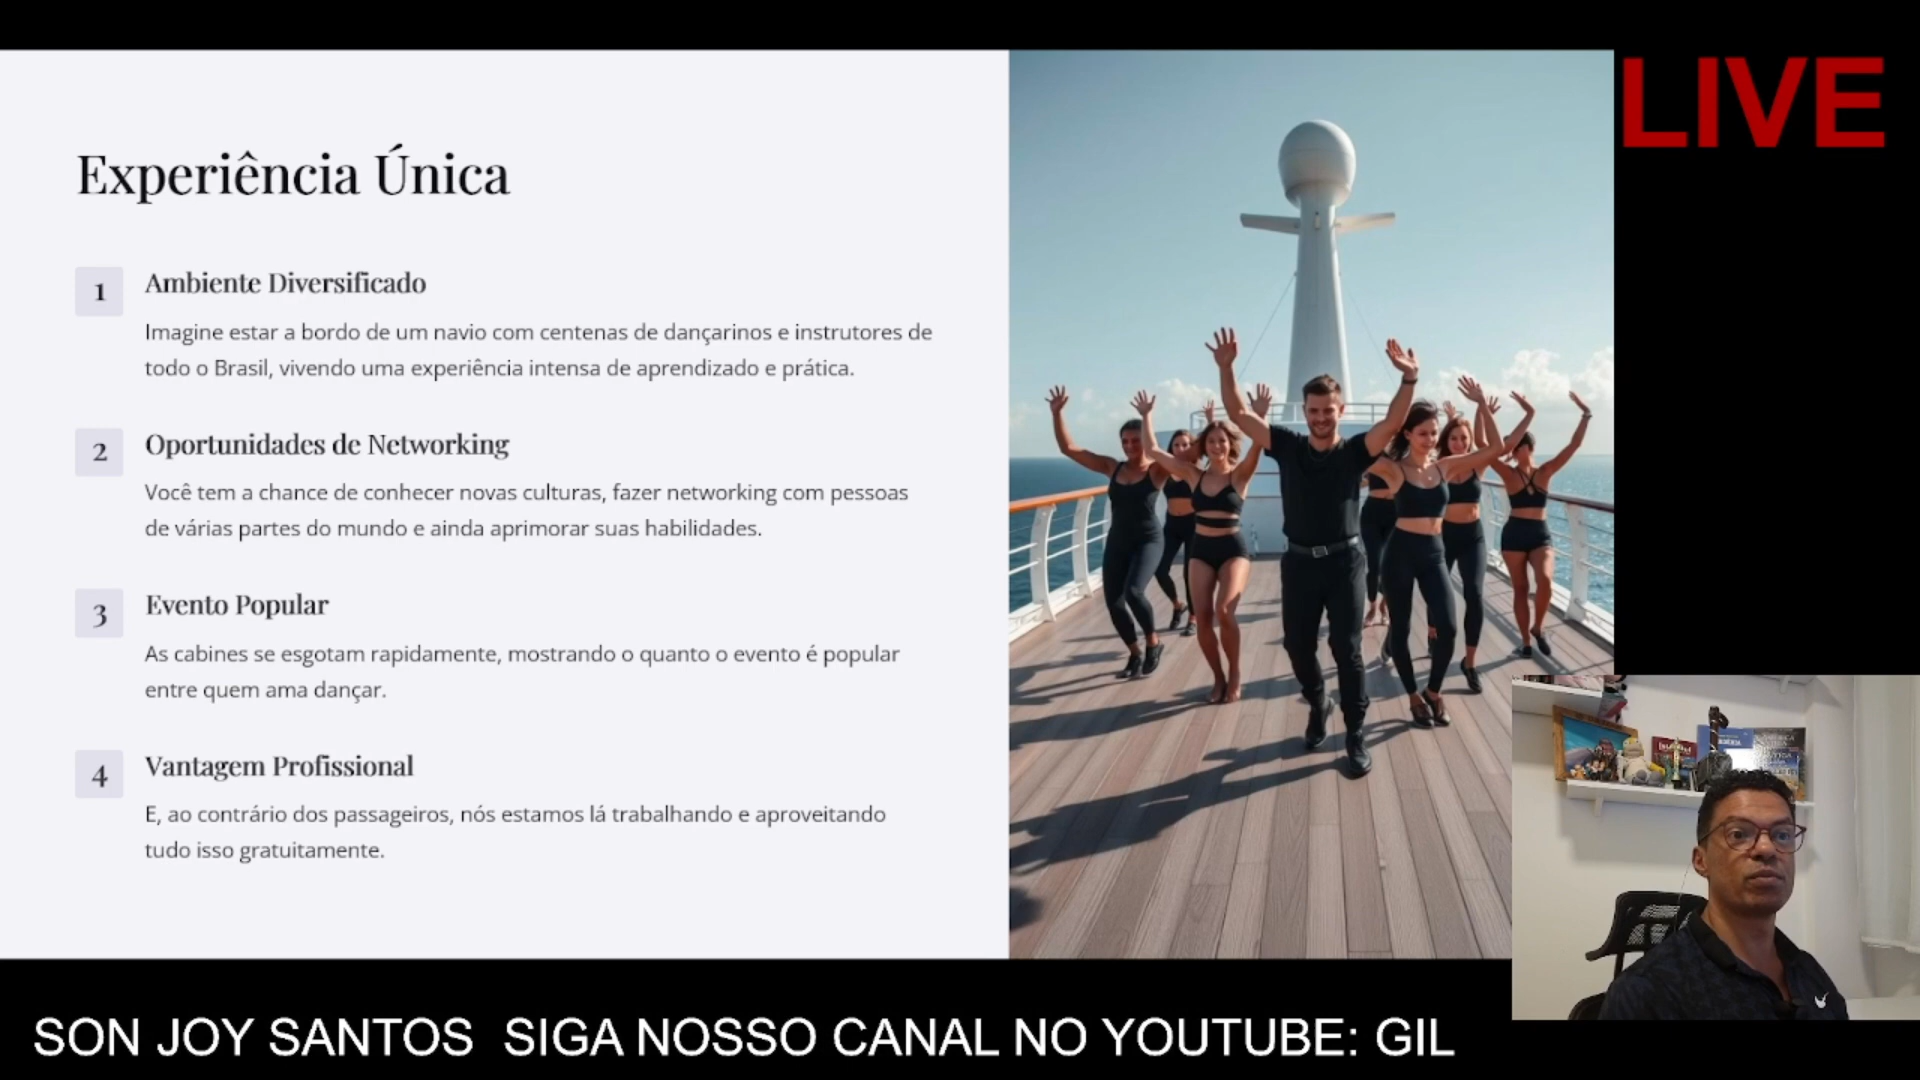 LIVE
Experiência Única
1
Ambiente Diversificado
Imagine estar a bordo de um navio com centenas de dançarinos e instrutores de
todo o Brasil, vivendo uma experiência intensa de aprendizado e prática.
2
Oportunidades de Networking
Você tem a chance de conhecer novas culturas, fazer networking com pessoas
de várias partes do mundo e ainda aprimorar suas habilidades.
3
Evento Popular
As cabines se esgotam rapidamente, mostrando o quanto o evento é popular
entre quem ama dançar.
4
Vantagem Profissional
E, ao contrário dos passageiros, nós estamos lá trabalhando e aproveitando
tudo isso gratuitamente.
SON JOY SANTOS SIGA NOSSO CANAL NO YOUTUBE: GIL